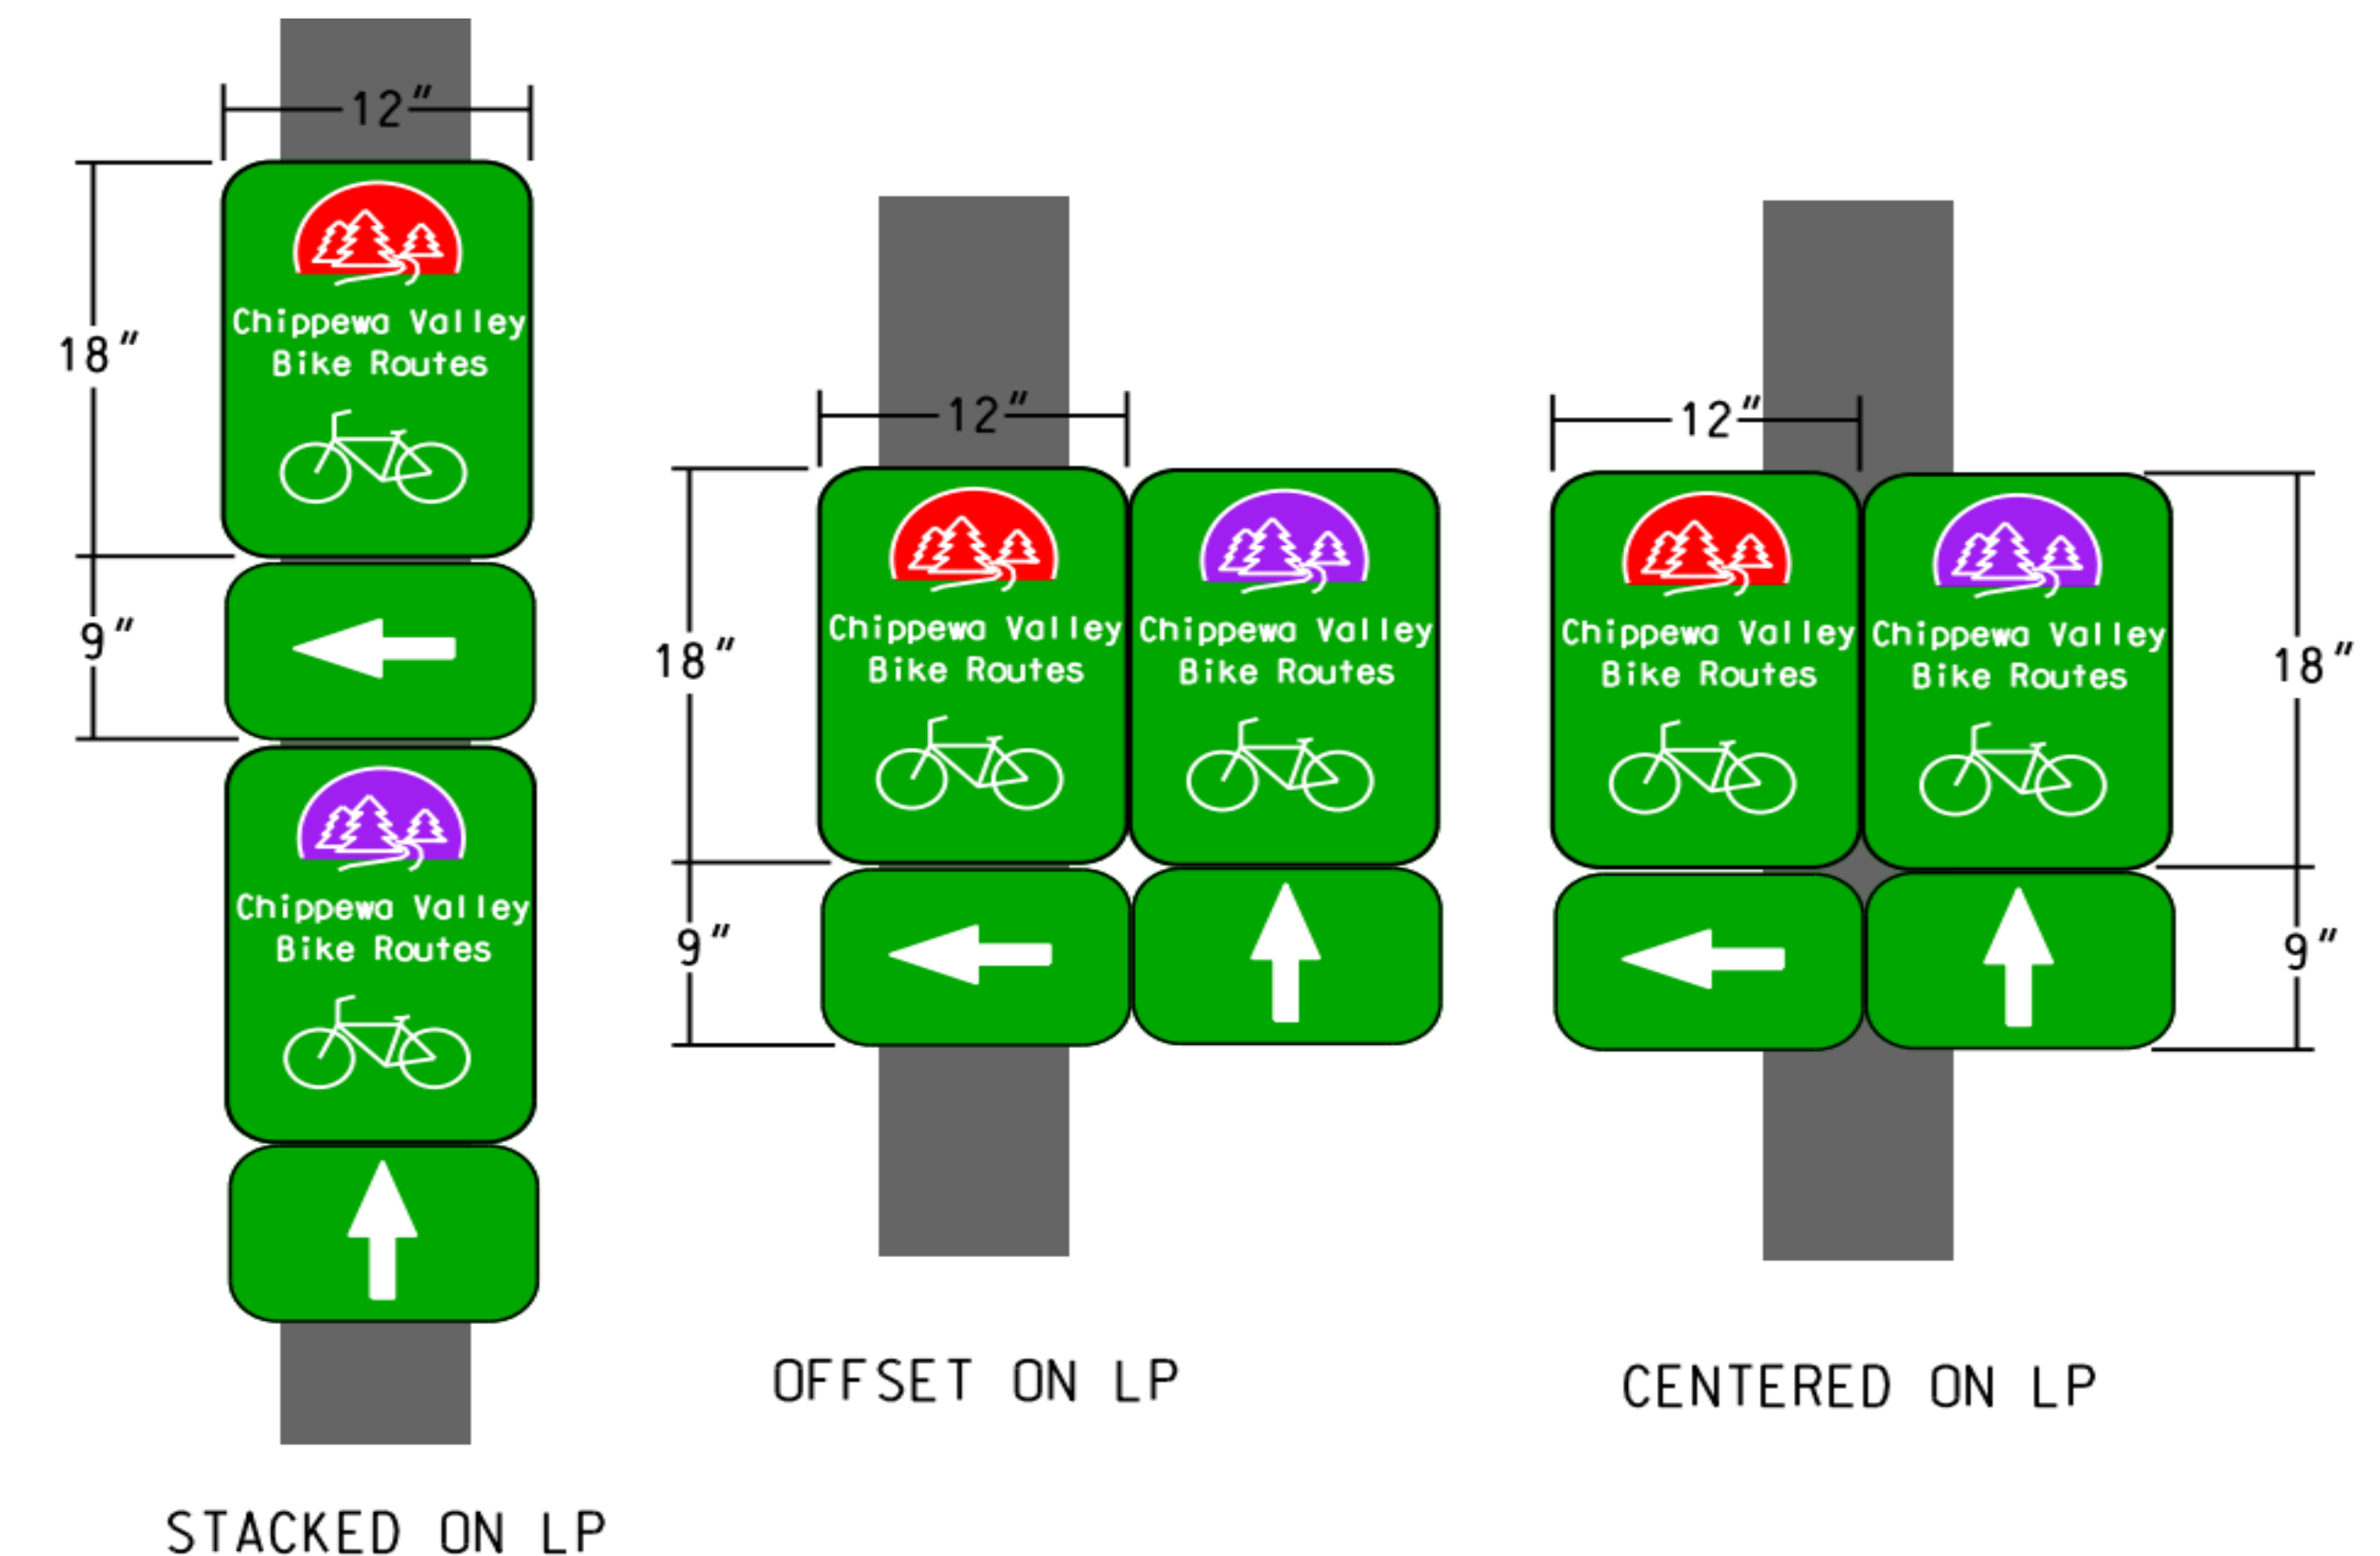 12"
18"
Chippewa Valley
Bike Routes
9"
Chippewa Valley
Bike Routes
STACKED ON LP
12"
18"
Chippewa Valley
Bike Routes
Chippewa Valley
Bike Routes
9"
OFFSET ON LP
12"
Chippewa Valley
Bike Routes
Chippewa Valley
Bike Routes
18"
9"
CENTERED ON LP